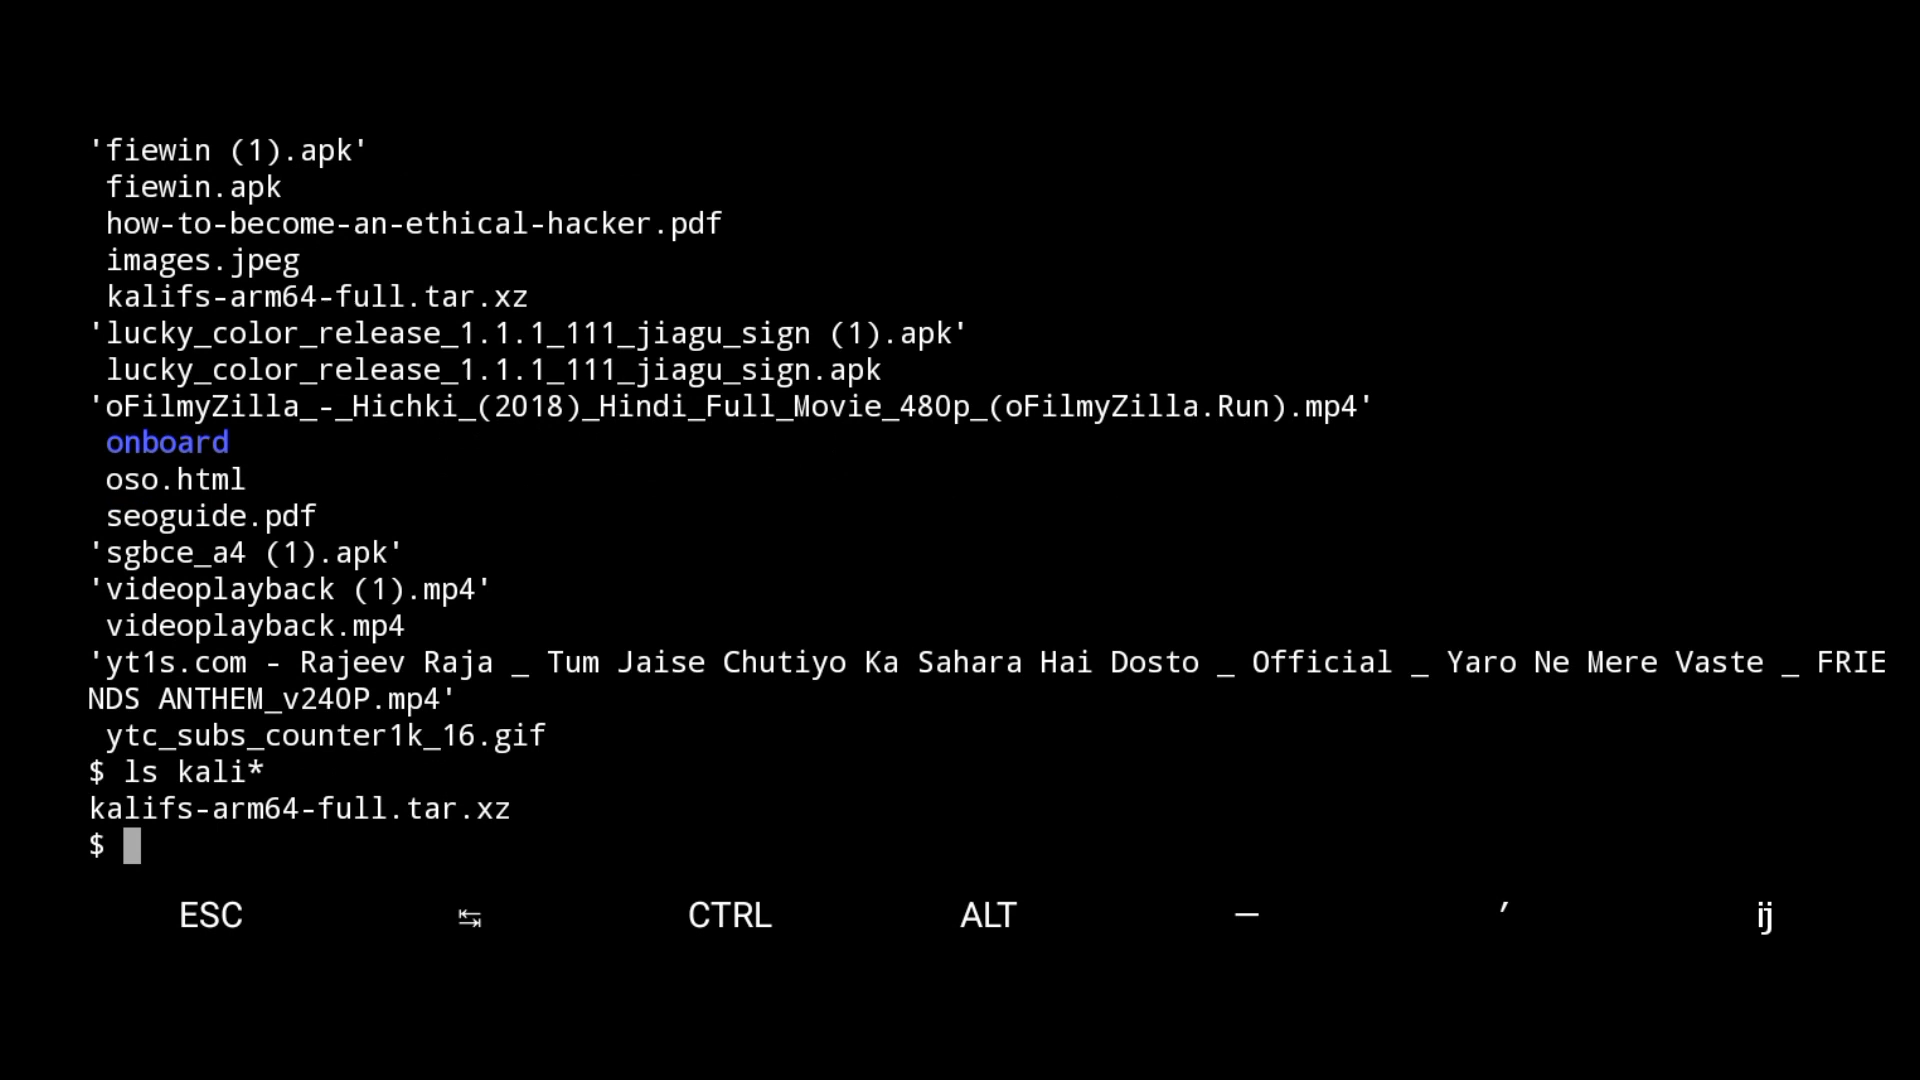 'fiewin (1).apk'
fiewin.apk
how-to-become-an-ethical-hacker.pdf
images.jpeg
kalifs-arm64-full.tar.xz
'lucky_color_release_1.1.1_111_jiagu_sign (1).apk'
lucky_color_release_1.1.1_111_jiagu_sign.apk
'oFilmyZilla_-_Hichki_(2018)_Hindi_Full_Movie_480p_(oFilmyZilla.Run).mp4'
onboard
oso.html
seoguide.pdf
'sgbce_a4 (1).apk'
'videoplayback (1).mp4'
videoplayback.mp4
'yt1s.com - Rajeev Raja _ Tum Jaise Chutiyo Ka Sahara Hai Dosto _ Official _ Yaro Ne Mere Vaste _ FRIE
NDS ANTHEM_v240P.mp4'
ytc_subs_counter1k_16.gif
$ ls kali*
kalifs-arm64-full.tar.xz
$
ESC ↹ CTRL ALT — ′ ij